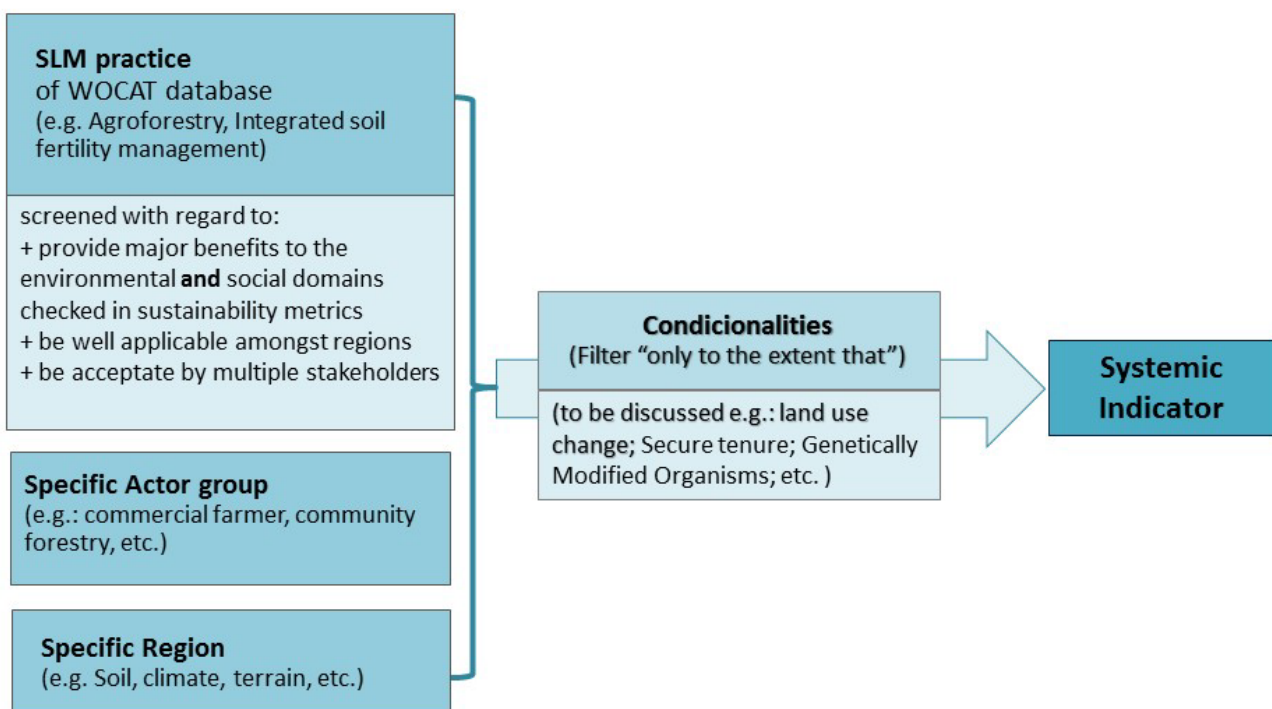 SLM practice
of WOCAT database
(e.g. Agroforestry, Integrated soil
fertility management)
screened with regard to:
+ provide major benefits to the
environmental and social domains
checked in sustainability metrics
+ be well applicable amongst regions
+ be acceptate by multiple stakeholders
Specific Actor group
(e.g.: commercial farmer, community
forestry, etc.)
Specific Region
(e.g. Soil, climate, terrain, etc.)
Condicionalities
(Filter “only to the extent that”)
(to be discussed e.g.: land use
change; Secure tenure; Genetically
Modified Organisms; etc. )
Systemic
Indicator